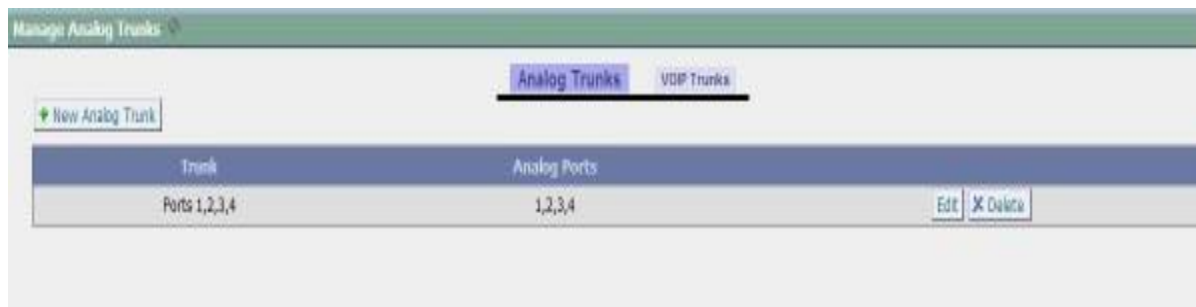 Manage Analog Trunks
Analog Trunks VOIP Trunks
New Analog Trunk
Trunk Analog Ports
Ports 1,2,3,4 1,2,3,4 Edit X Delete